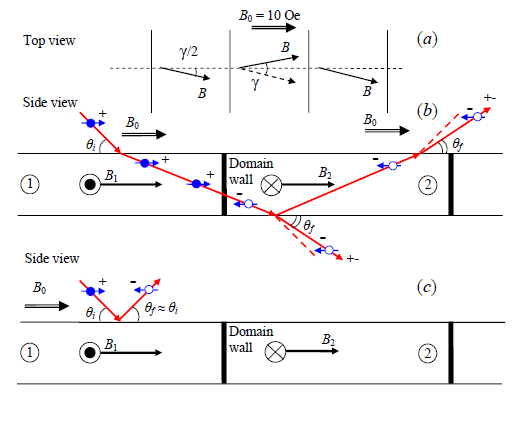 B₀ = 10 Oe
Top view
(a)
γ/2
B
B
γ
B
Side view
(b)
+
B₀
B₀
-
+-
θi
θf
+
+
-
1
B₁
Domain
wall
B₂
2
-
θf
-
+-
Side view
(c)
B₀
+
-
θi
θf ≈ θi
1
B₁
Domain
wall
B₂
2